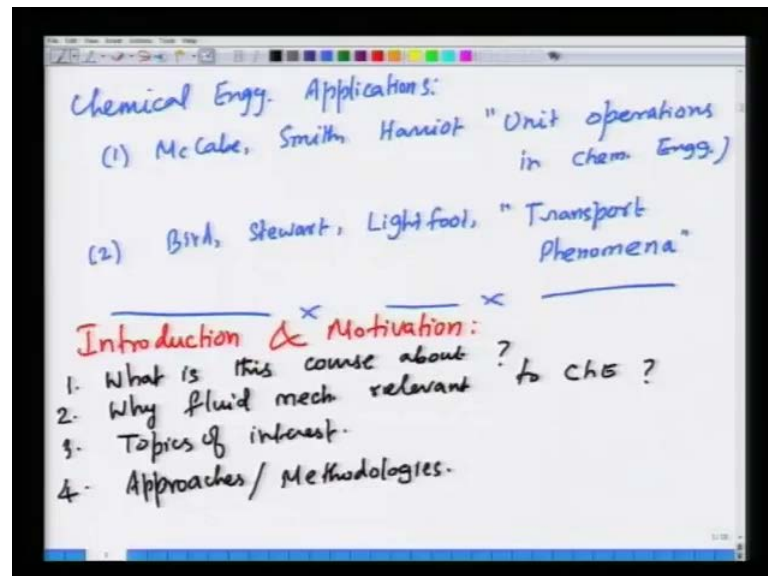 Chemical Engg. Applications:
(1) McCabe, Smith Harriot "Unit operations
in Chem. Engg.)
(2) Bird, Stewart, Lightfoot, "Transport
Phenomena"
Introduction & Motivation:
1. What is this course about ?
2. Why fluid mech relevant to ChE ?
3. Topics of interest.
4. Approaches/Methodologies.